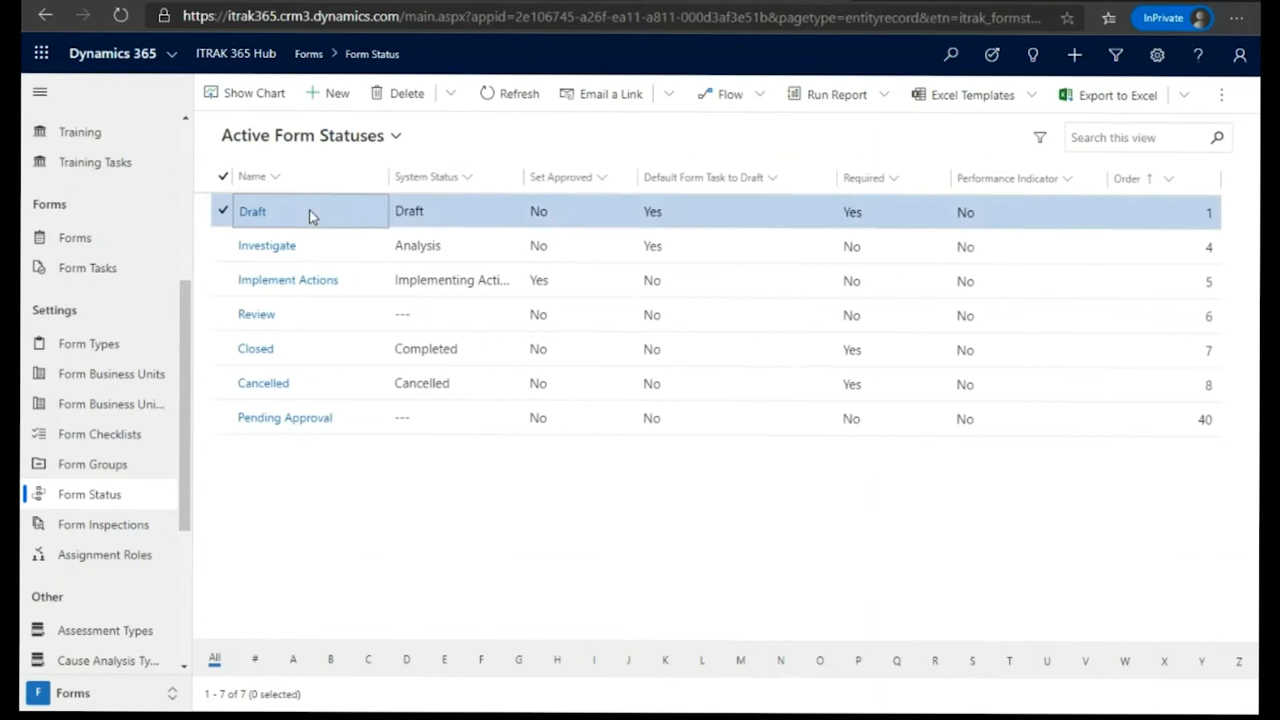 https://itrak365.crm3.dynamics.com/main.aspx?appid=2e106745-a26f-ea11-a811-000d3af3e51b&pagetype=entityrecord&etn=itrak_formst...
InPrivate
Dynamics 365
ITRAK 365 Hub
Forms > Form Status
Show Chart
New
Delete
Refresh
Email a Link
Flow
Run Report
Excel Templates
Export to Excel
Training
Training Tasks
Forms
Forms
Form Tasks
Settings
Form Types
Form Business Units
Form Business Uni...
Form Checklists
Form Groups
Form Status
Form Inspections
Assignment Roles
Other
Assessment Types
Cause Analysis Ty...
F Forms
Active Form Statuses
Search this view
Name System Status Set Approved Default Form Task to Draft Required Performance Indicator Order
Draft Draft No Yes Yes No 1
Investigate Analysis No Yes No No 4
Implement Actions Implementing Acti... Yes No No No 5
Review --- No No No No 6
Closed Completed No No Yes No 7
Cancelled Cancelled No No Yes No 8
Pending Approval --- No No No No 40
All # A B C D E F G H I J K L M N O P Q R S T U V W X Y Z
1 - 7 of 7 (0 selected)